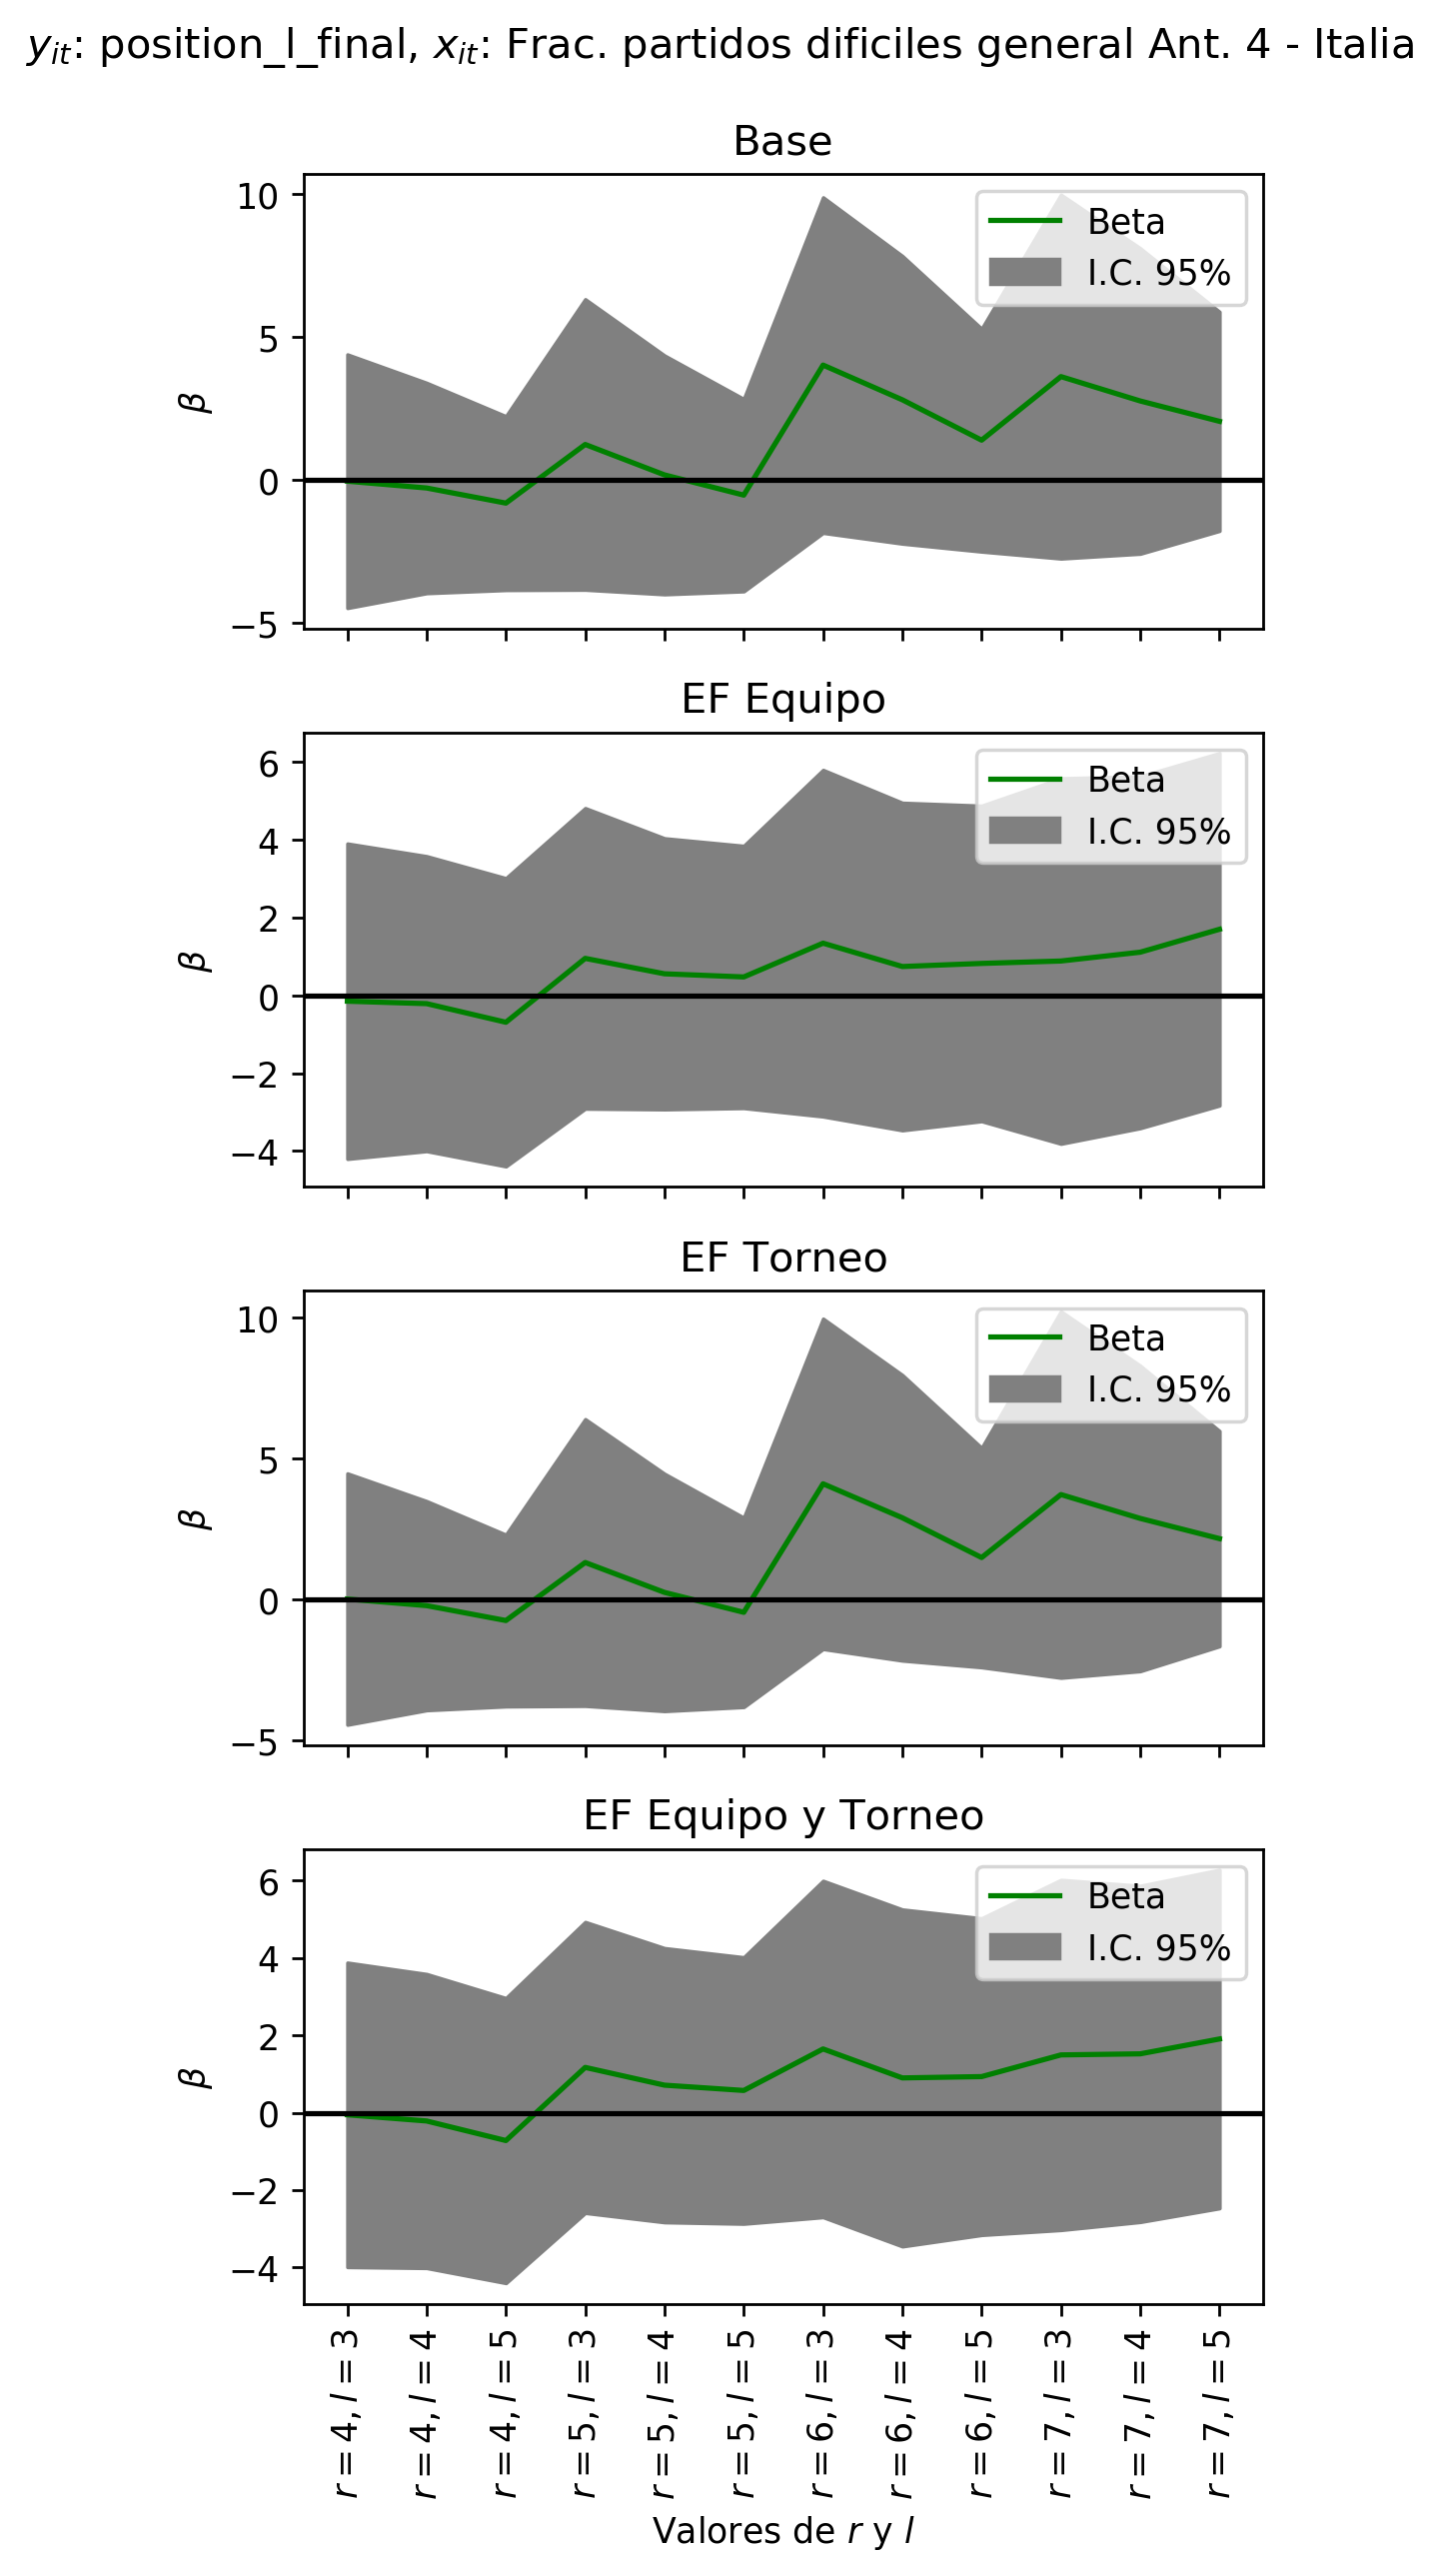 y_it: position_l_final, x_it: Frac. partidos dificiles general Ant. 4 - Italia
Base
10
5
0
−5
β
Beta
I.C. 95%
EF Equipo
6
4
2
0
−2
−4
β
Beta
I.C. 95%
EF Torneo
10
5
0
−5
β
Beta
I.C. 95%
EF Equipo y Torneo
6
4
2
0
−2
−4
β
Beta
I.C. 95%
r = 4, l = 3
r = 4, l = 4
r = 4, l = 5
r = 5, l = 3
r = 5, l = 4
r = 5, l = 5
r = 6, l = 3
r = 6, l = 4
r = 6, l = 5
r = 7, l = 3
r = 7, l = 4
r = 7, l = 5
Valores de r y l